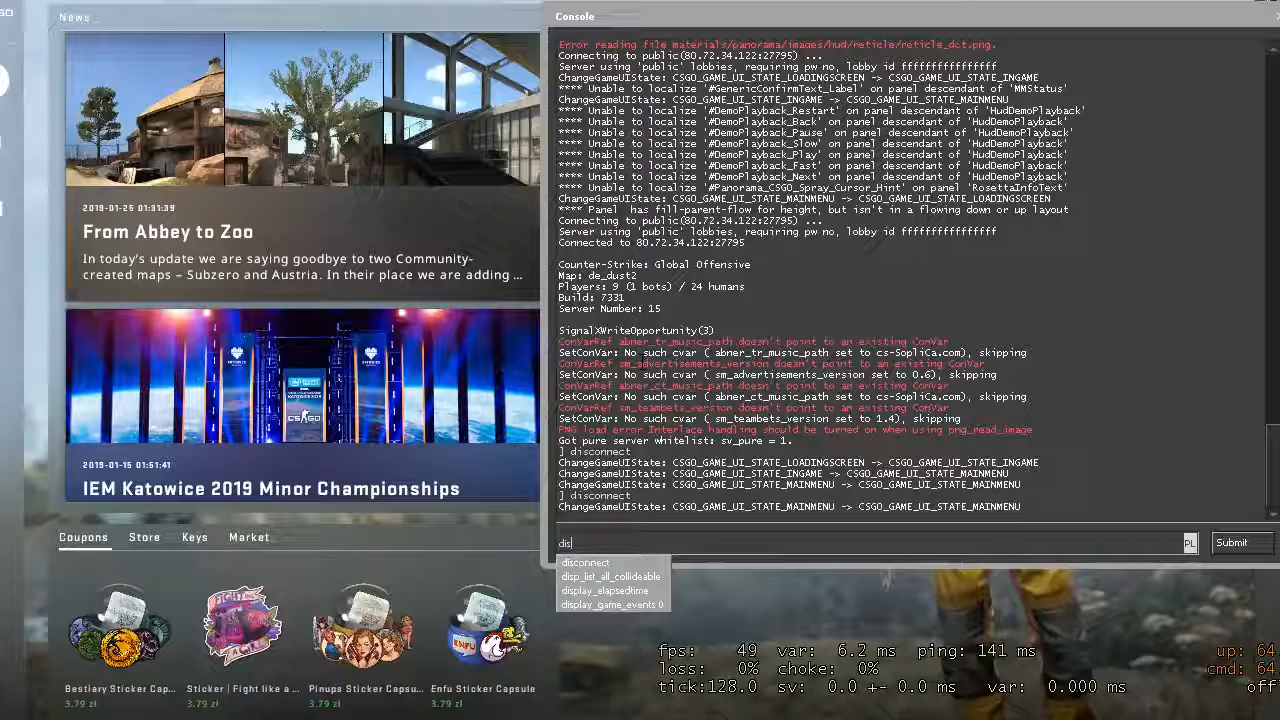 News
2019-01-25 01:31:39
From Abbey to Zoo
In today's update we are saying goodbye to two Community-
created maps – Subzero and Austria. In their place we are adding ...
2019-01-15 01:51:41
IEM Katowice 2019 Minor Championships
Coupons Store Keys Market
Bestiary Sticker Cap... Sticker | Fight like a ... Pinups Sticker Capsu... Enfu Sticker Capsule
3.79 zł 3.79 zł 3.79 zł 3.79 zł
Console
Error reading file materials/panorama/images/hud/reticle/reticle_dct.png.
Connecting to public(80.72.34.122:27795) ...
Server using 'public' lobbies, requiring pw no, lobby id ffffffffffffffff
ChangeGameUIState: CSGO_GAME_UI_STATE_LOADINGSCREEN -> CSGO_GAME_UI_STATE_INGAME
**** Unable to localize '#GenericConfirmText_Label' on panel descendant of 'MMStatus'
ChangeGameUIState: CSGO_GAME_UI_STATE_INGAME -> CSGO_GAME_UI_STATE_MAINMENU
**** Unable to localize '#DemoPlayback_Restart' on panel descendant of 'HudDemoPlayback'
**** Unable to localize '#DemoPlayback_Back' on panel descendant of 'HudDemoPlayback'
**** Unable to localize '#DemoPlayback_Pause' on panel descendant of 'HudDemoPlayback'
**** Unable to localize '#DemoPlayback_Slow' on panel descendant of 'HudDemoPlayback'
**** Unable to localize '#DemoPlayback_Play' on panel descendant of 'HudDemoPlayback'
**** Unable to localize '#DemoPlayback_Fast' on panel descendant of 'HudDemoPlayback'
**** Unable to localize '#DemoPlayback_Next' on panel descendant of 'HudDemoPlayback'
**** Unable to localize '#Panorama_CSGO_Spray_Cursor_Hint' on panel 'RosettaInfoText'
ChangeGameUIState: CSGO_GAME_UI_STATE_MAINMENU -> CSGO_GAME_UI_STATE_LOADINGSCREEN
**** Panel  has fill-parent-flow for height, but isn't in a flowing down or up layout
Connecting to public(80.72.34.122:27795) ...
Server using 'public' lobbies, requiring pw no, lobby id ffffffffffffffff
Connected to 80.72.34.122:27795
Counter-Strike: Global Offensive
Map: de_dust2
Players: 9 (1 bots) / 24 humans
Build: 7331
Server Number: 15
SignalXWriteOpportunity(3)
ConVarRef abner_tr_music_path doesn't point to an existing ConVar
SetConVar: No such cvar ( abner_tr_music_path set to cs-SopliCa.com), skipping
ConVarRef sm_advertisements_version doesn't point to an existing ConVar
SetConVar: No such cvar ( sm_advertisements_version set to 0.6), skipping
ConVarRef abner_ct_music_path doesn't point to an existing ConVar
SetConVar: No such cvar ( abner_ct_music_path set to cs-SopliCa.com), skipping
ConVarRef sm_teambets_version doesn't point to an existing ConVar
SetConVar: No such cvar ( sm_teambets_version set to 1.4), skipping
PNG load error Interlace handling should be turned on when using png_read_image
Got pure server whitelist: sv_pure = 1.
] disconnect
ChangeGameUIState: CSGO_GAME_UI_STATE_LOADINGSCREEN -> CSGO_GAME_UI_STATE_INGAME
ChangeGameUIState: CSGO_GAME_UI_STATE_INGAME -> CSGO_GAME_UI_STATE_MAINMENU
ChangeGameUIState: CSGO_GAME_UI_STATE_MAINMENU -> CSGO_GAME_UI_STATE_MAINMENU
] disconnect
ChangeGameUIState: CSGO_GAME_UI_STATE_MAINMENU -> CSGO_GAME_UI_STATE_MAINMENU
dis PL Submit
disconnect
disp_list_all_collideable
display_elapsedtime
display_game_events 0
fps: 49 var: 6.2 ms ping: 141 ms up: 64
loss: 0% choke: 0% cmd: 64
tick:128.0 sv: 0.0 +- 0.0 ms var: 0.000 ms off